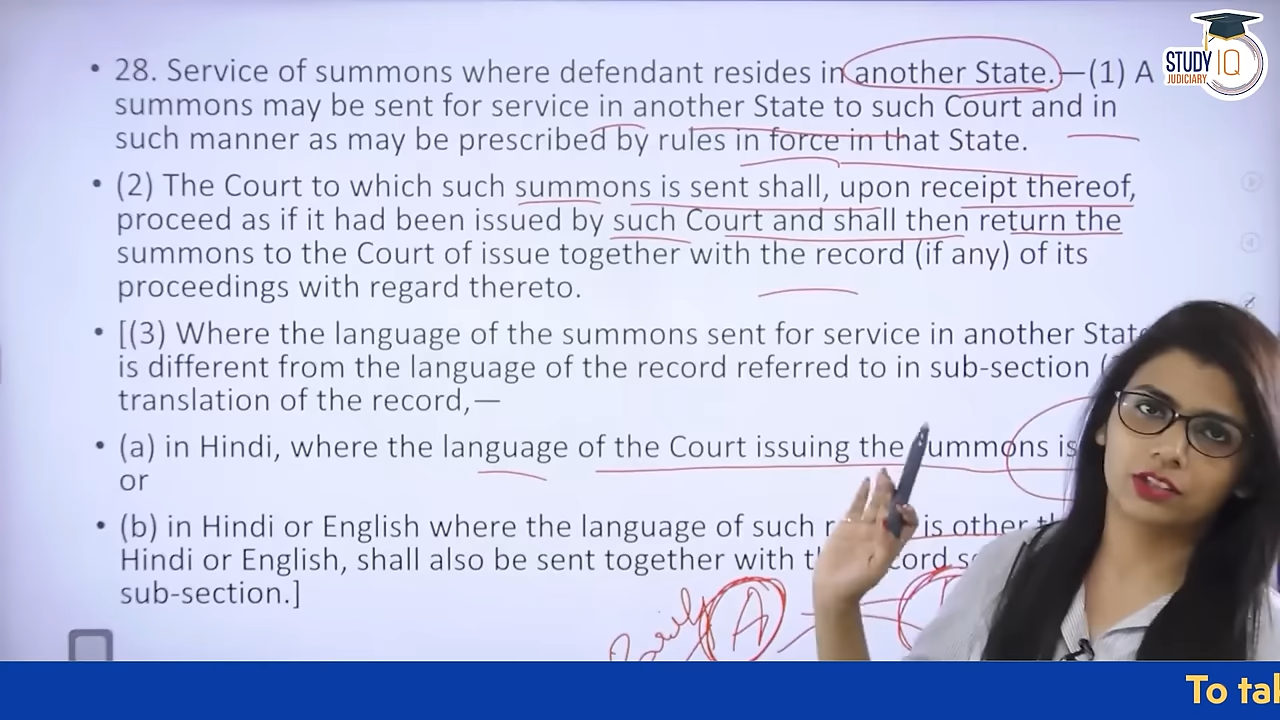 STUDY IQ
JUDICIARY
• 28. Service of summons where defendant resides in another State.—(1) A
summons may be sent for service in another State to such Court and in
such manner as may be prescribed by rules in force in that State.
• (2) The Court to which such summons is sent shall, upon receipt thereof,
proceed as if it had been issued by such Court and shall then return the
summons to the Court of issue together with the record (if any) of its
proceedings with regard thereto.
• [(3) Where the language of the summons sent for service in another
is different from the language of the record referred to in sub-section
translation of the record,—
• (a) in Hindi, where the language of the Court issuing the summons is
or
• (b) in Hindi or English where the language of such is other
Hindi or English, shall also be sent together with
sub-section.]
A
To